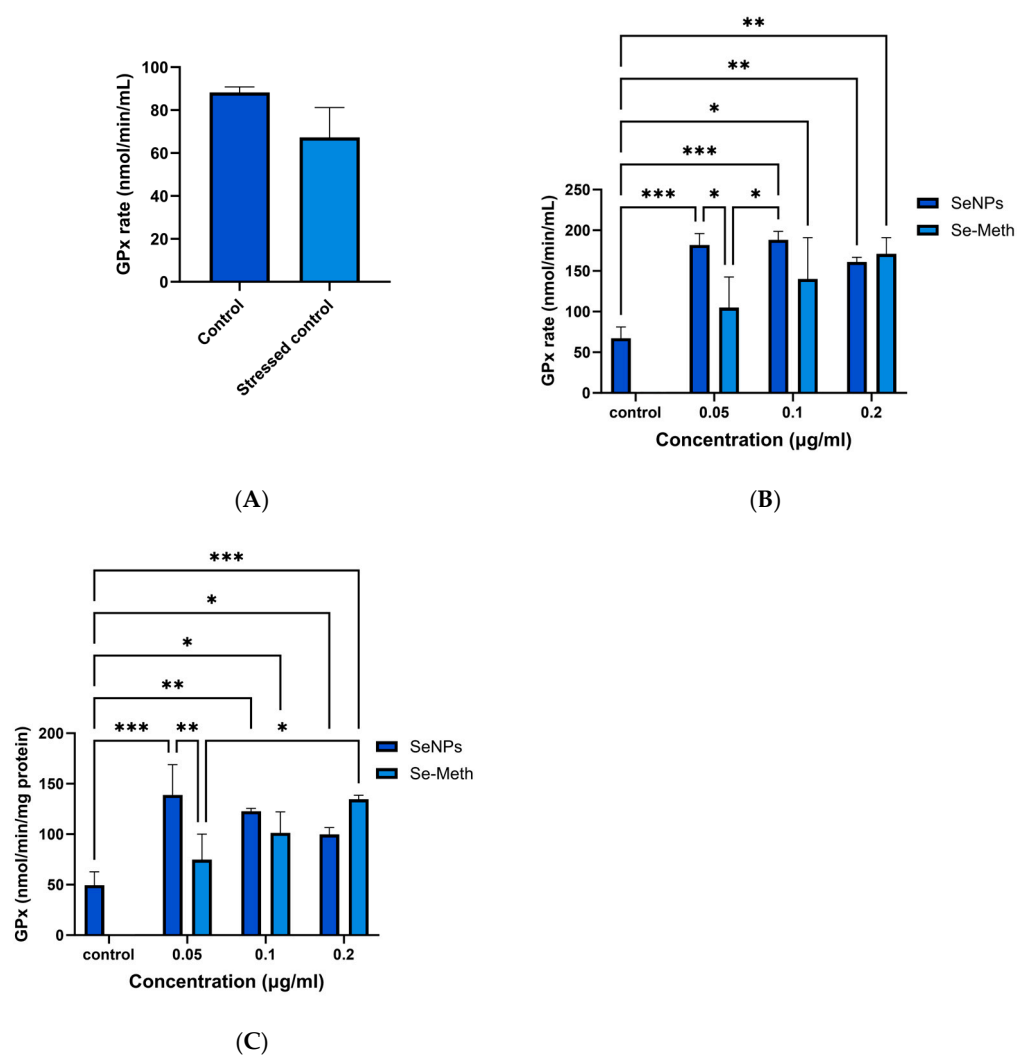 100
80
60
40
20
0
GPx rate (nmol/min/mL)
Control
Stressed control
(A)
**
**
*
***
*** * *
250
200
150
100
50
0
GPx rate (nmol/min/mL)
SeNPs
Se-Meth
control 0.05 0.1 0.2
Concentration (µg/ml)
(B)
***
*
*
**
*** ** *
200
150
100
50
0
GPx (nmol/min/mg protein)
SeNPs
Se-Meth
control 0.05 0.1 0.2
Concentration (µg/ml)
(C)